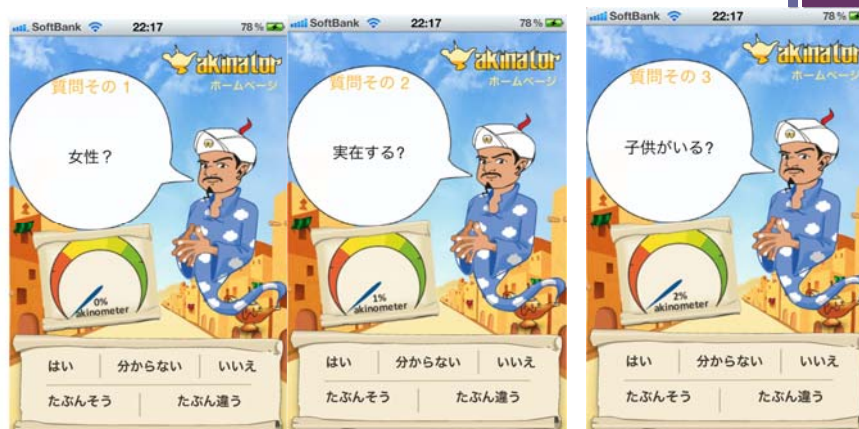 SoftBank 22:17 78 %
akinator
質問その 1
ホームページ
女性？
0%
akinometer
はい 分からない いいえ
たぶんそう たぶん違う
SoftBank 22:17 78 %
akinator
質問その 2
ホームページ
実在する?
1%
akinometer
はい 分からない いいえ
たぶんそう たぶん違う
SoftBank 22:17 78 %
akinator
質問その 3
ホームページ
子供がいる?
2%
akinometer
はい 分からない いいえ
たぶんそう たぶん違う